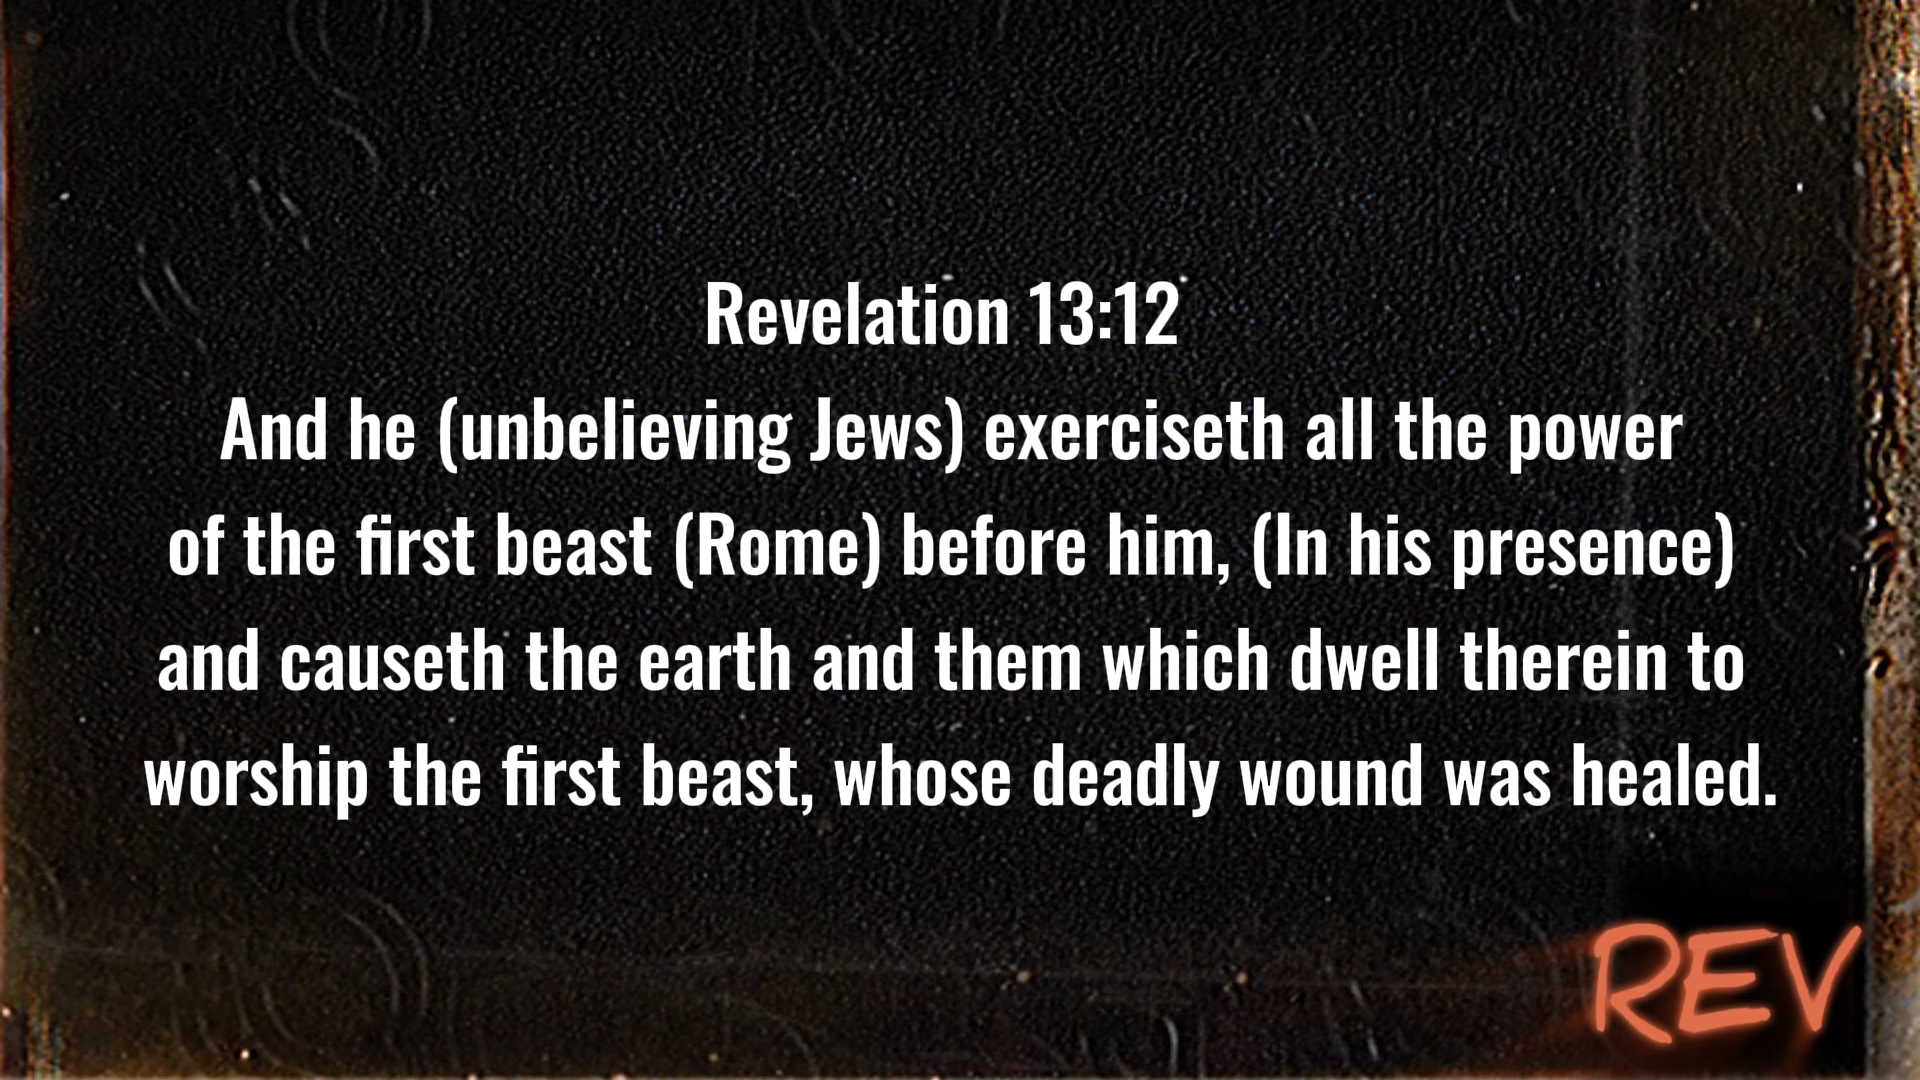 Revelation 13:12
And he (unbelieving Jews) exerciseth all the power
of the first beast (Rome) before him, (In his presence)
and causeth the earth and them which dwell therein to
worship the first beast, whose deadly wound was healed.
REV